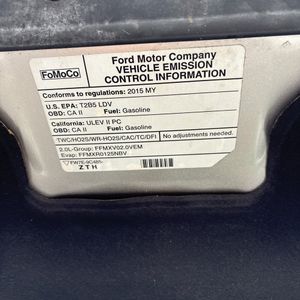 FoMoCo
Ford Motor Company
VEHICLE EMISSION
CONTROL INFORMATION
Conforms to regulations: 2015 MY
U.S. EPA: T2B5 LDV
OBD: CA II Fuel: Gasoline
California: ULEV II PC
OBD: CA II Fuel: Gasoline
TWC/HO2S/WR-HO2S/CAC/TC/DFI No adjustments needed.
2.0L-Group: FFMXV02.0VEM
Evap: FFMXR0125NBV
FW7E-9C485-
ZTH